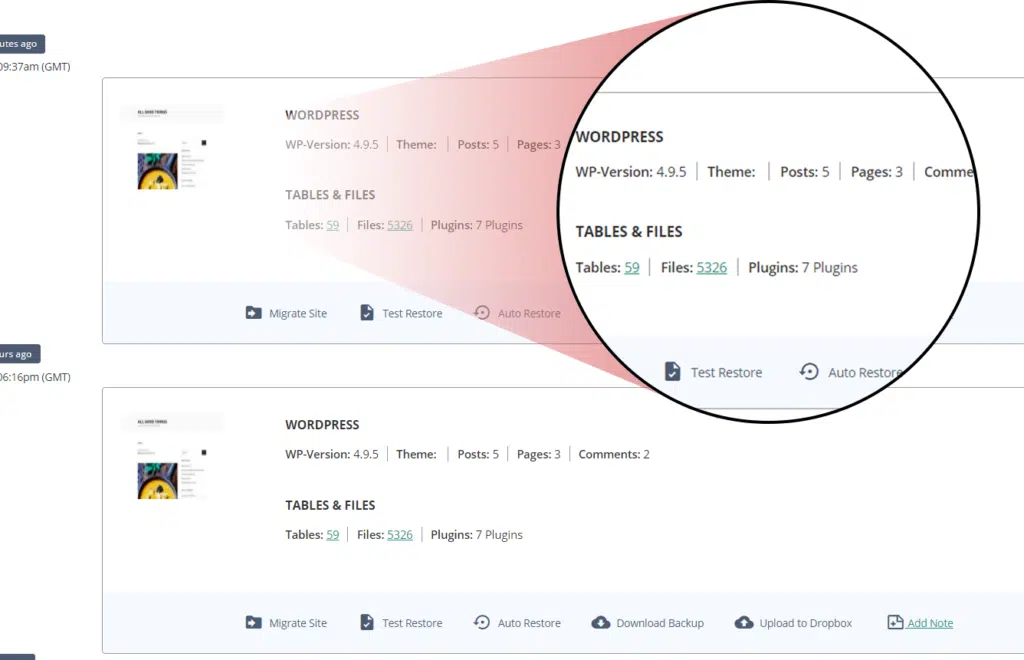 utes ago
09:37am (GMT)
ALL GOOD THINGS
WORDPRESS
WP-Version: 4.9.5 Theme: Posts: 5 Pages: 3
TABLES & FILES
Tables: 59 Files: 5326 Plugins: 7 Plugins
Migrate Site Test Restore Auto Restore
WORDPRESS
WP-Version: 4.9.5 Theme: Posts: 5 Pages: 3 Comme
TABLES & FILES
Tables: 59 Files: 5326 Plugins: 7 Plugins
Test Restore Auto Restore
urs ago
06:16pm (GMT)
ALL GOOD THINGS
WORDPRESS
WP-Version: 4.9.5 Theme: Posts: 5 Pages: 3 Comments: 2
TABLES & FILES
Tables: 59 Files: 5326 Plugins: 7 Plugins
Migrate Site Test Restore Auto Restore Download Backup Upload to Dropbox Add Note